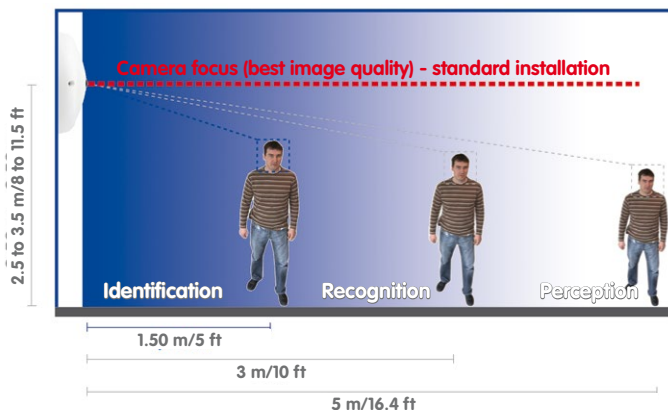 Camera focus (best image quality) - standard installation
2.5 to 3.5 m/8 to 11.5 ft
Identification
Recognition
Perception
1.50 m/5 ft
3 m/10 ft
5 m/16.4 ft